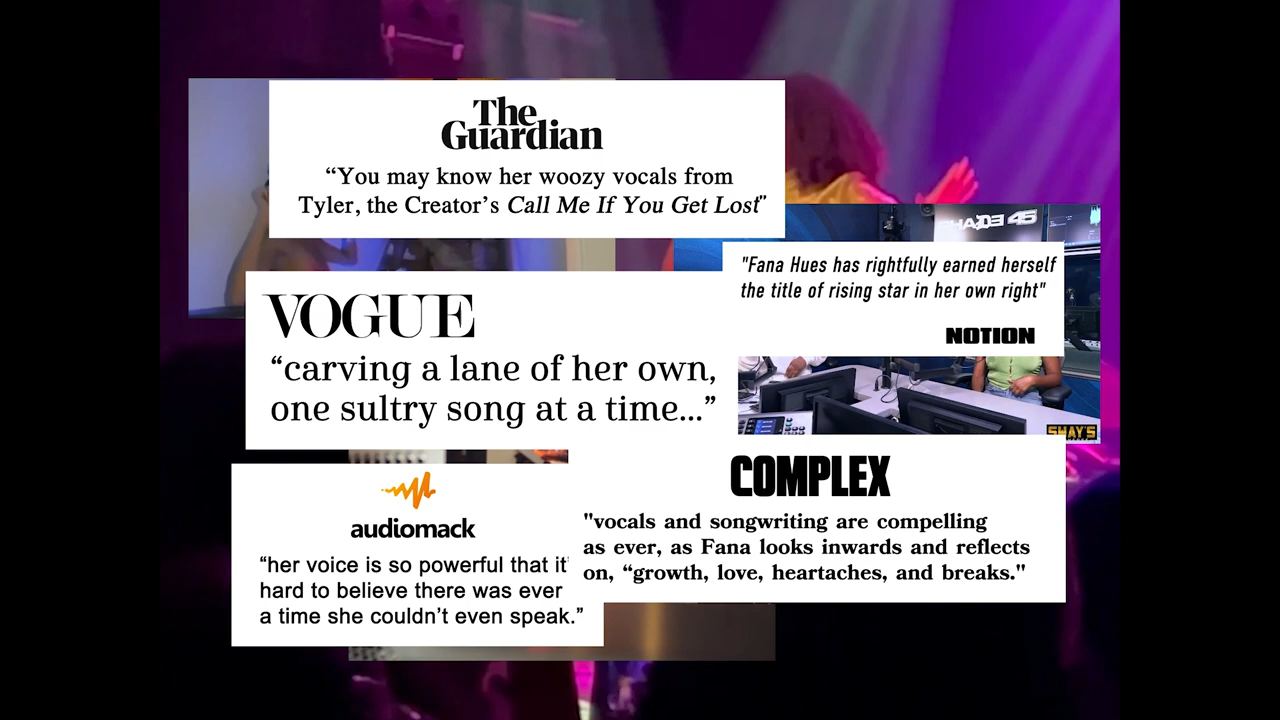 The
Guardian
“You may know her woozy vocals from
Tyler, the Creator’s Call Me If You Get Lost”
"Fana Hues has rightfully earned herself
the title of rising star in her own right"
NOTION
VOGUE
“carving a lane of her own,
one sultry song at a time...”
SWAY'S
COMPLEX
"vocals and songwriting are compelling
as ever, as Fana looks inwards and reflects
on, “growth, love, heartaches, and breaks."
audiomack
“her voice is so powerful that it'
hard to believe there was ever
a time she couldn’t even speak.”